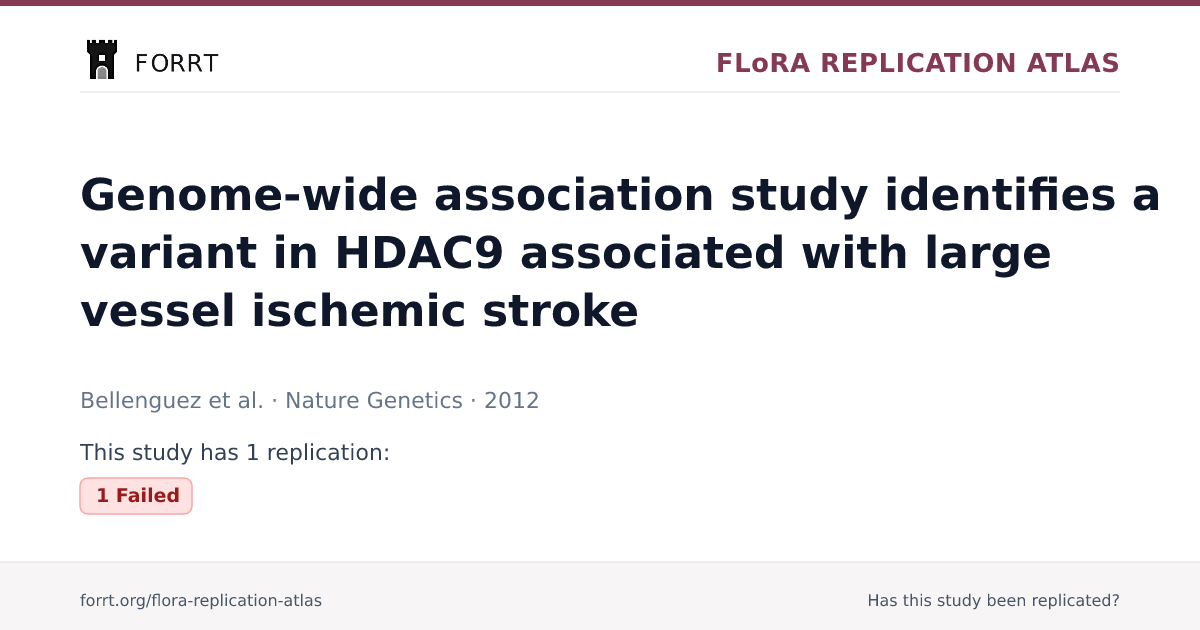 FORRT
FLoRA REPLICATION ATLAS
Genome-wide association study identifies a
variant in HDAC9 associated with large
vessel ischemic stroke
Bellenguez et al. · Nature Genetics · 2012
This study has 1 replication:
1 Failed
forrt.org/flora-replication-atlas
Has this study been replicated?